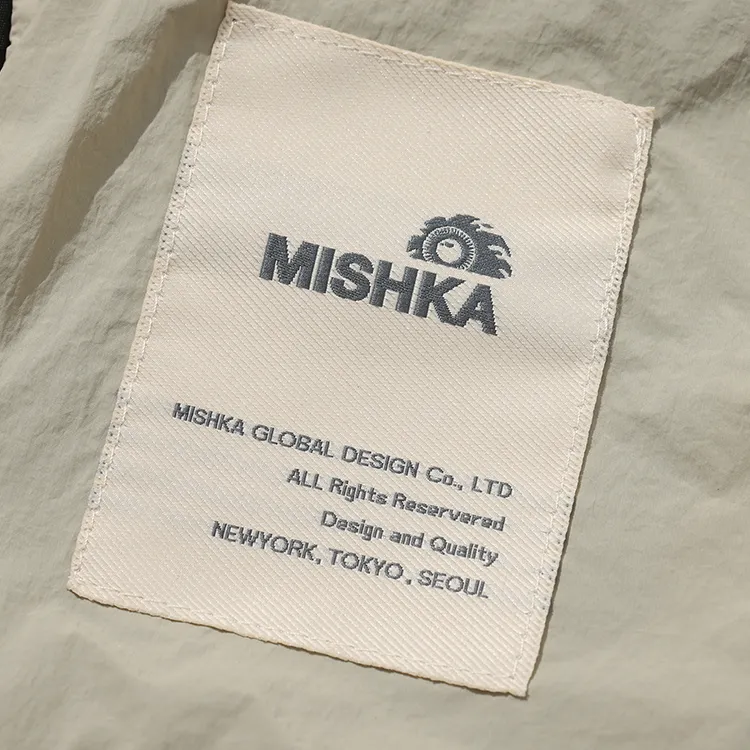 MISHKA
MISHKA GLOBAL DESIGN Co., LTD
ALL Rights Reservered
Design and Quality
NEWYORK, TOKYO, SEOUL